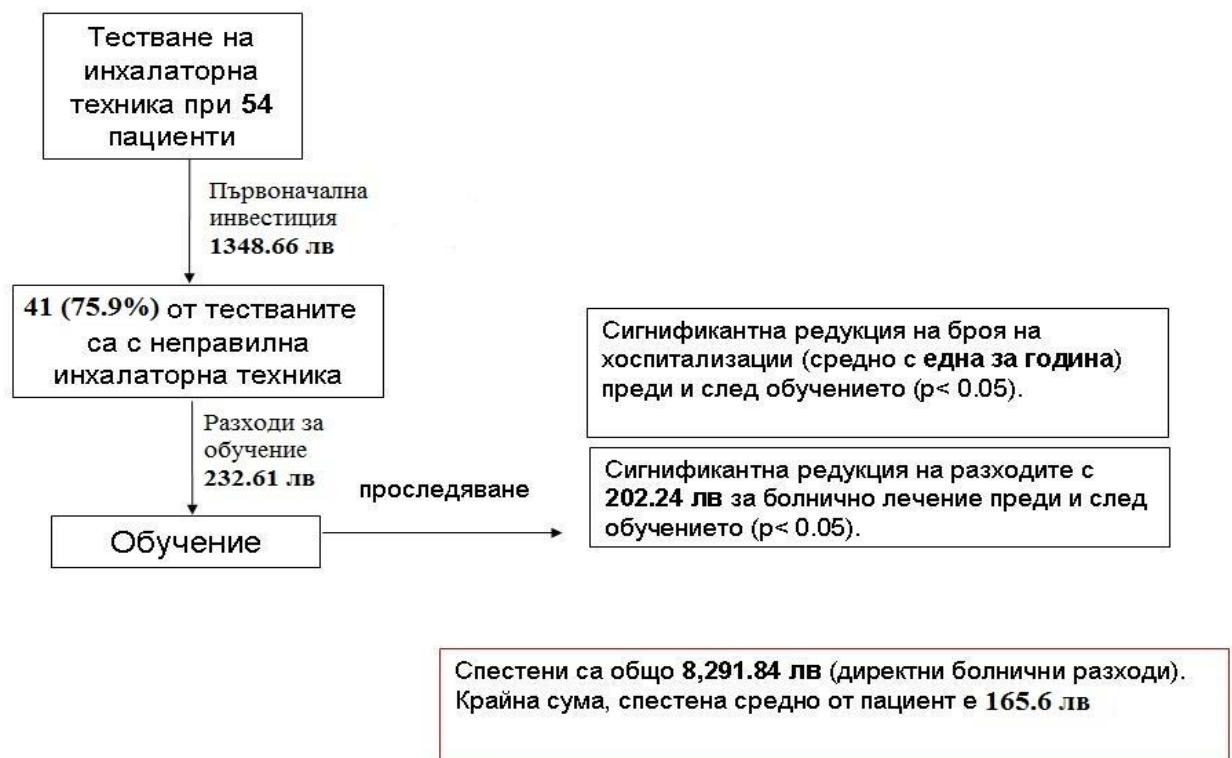 Тестване на
инхалаторна
техника при 54
пациенти
Първоначална
инвестиция
1348.66 лв
41 (75.9%) от тестваните
са с неправилна
инхалаторна техника
Разходи за
обучение
232.61 лв
Обучение
проследяване
Сигнификантна редукция на броя на
хоспитализации (средно с една за година)
преди и след обучението (p< 0.05).
Сигнификантна редукция на разходите с
202.24 лв за болнично лечение преди и след
обучението (p< 0.05).
Спестени са общо 8,291.84 лв (директни болнични разходи).
Крайна сума, спестена средно от пациент е 165.6 лв